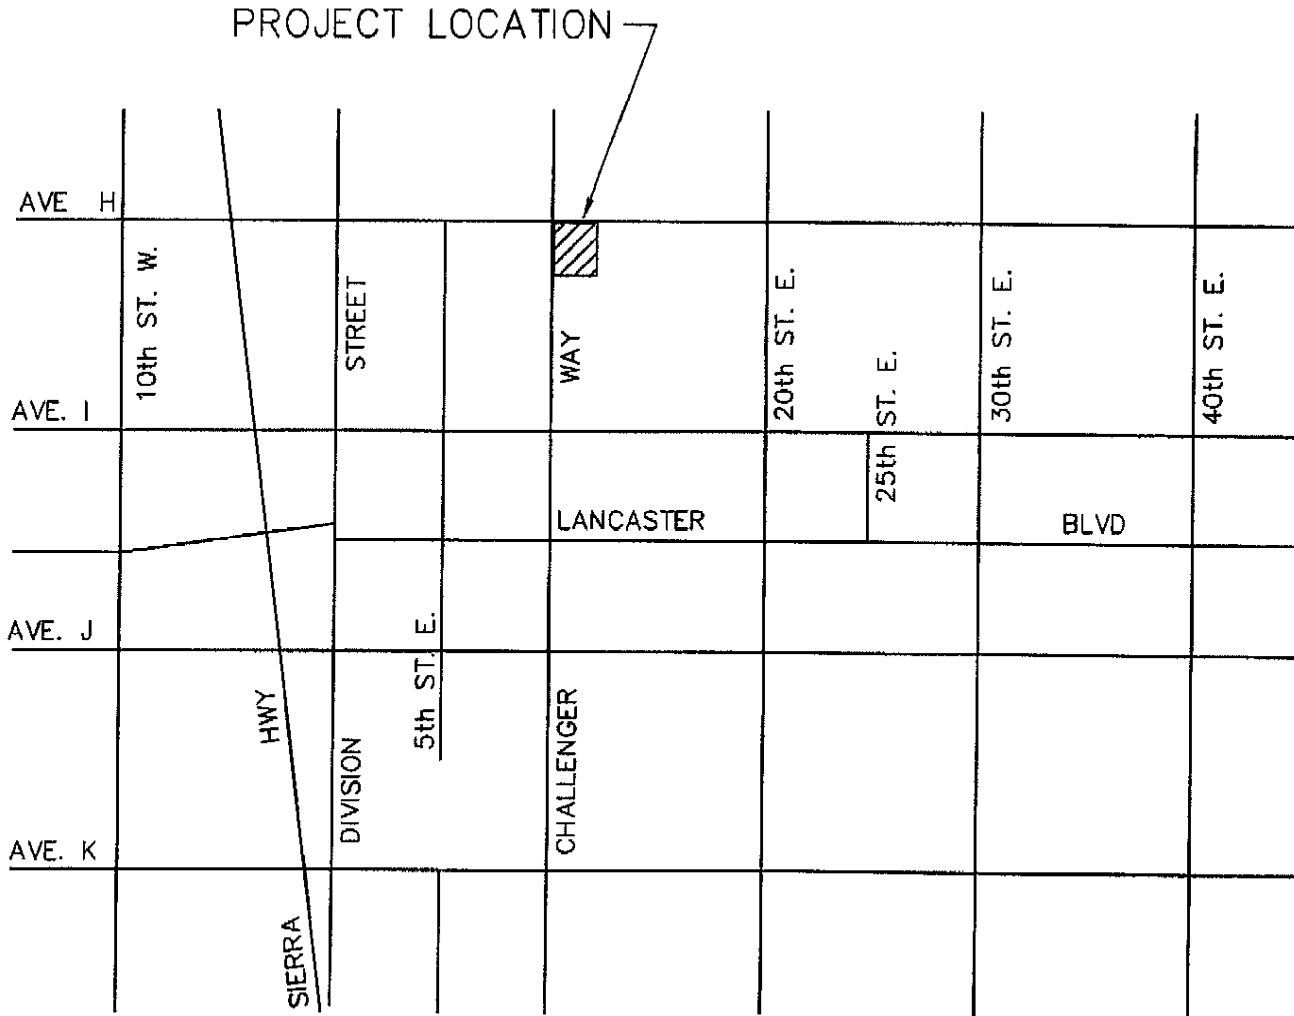 PROJECT LOCATION
AVE H
10th ST. W.
STREET
WAY
20th ST. E.
25th ST. E.
30th ST. E.
40th ST. E.
AVE. I
LANCASTER
BLVD
AVE. J
5th ST. E.
HWY
DIVISION
CHALLENGER
AVE. K
SIERRA